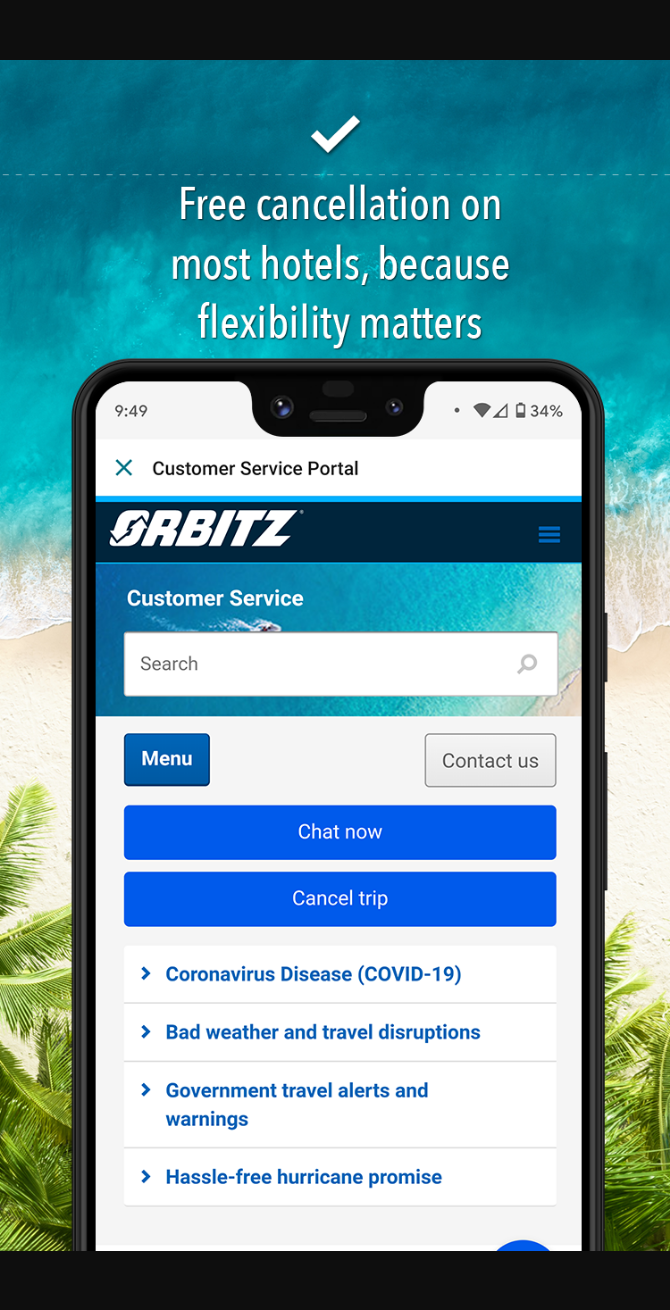 Free cancellation on
most hotels, because
flexibility matters
9:49
34%
Customer Service Portal
ORBITZ
Customer Service
Search
Menu
Contact us
Chat now
Cancel trip
Coronavirus Disease (COVID-19)
Bad weather and travel disruptions
Government travel alerts and
warnings
Hassle-free hurricane promise